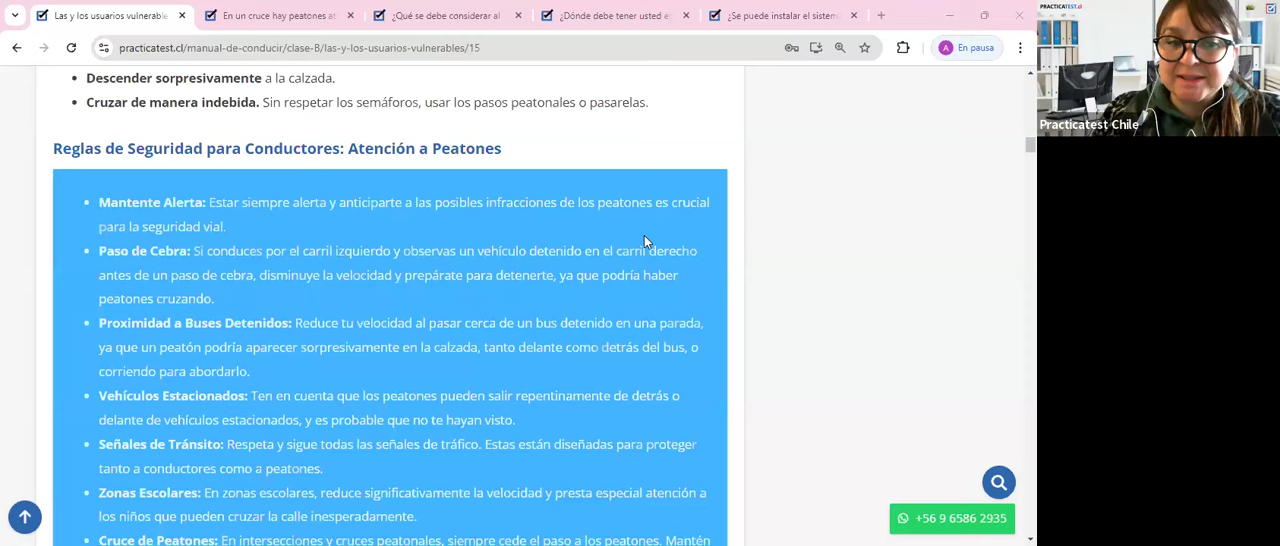 Las y los usuarios vulnerable
En un cruce hay peatones at
¿Qué se debe considerar al
¿Dónde debe tener usted e
¿Se puede instalar el sistem
practicatest.cl/manual-de-conducir/clase-B/las-y-los-usuarios-vulnerables/15
A
En pausa
PRACTICATEST.cl
Practicatest Chile
• Descender sorpresivamente a la calzada.
• Cruzar de manera indebida. Sin respetar los semáforos, usar los pasos peatonales o pasarelas.
Reglas de Seguridad para Conductores: Atención a Peatones
• Mantente Alerta: Estar siempre alerta y anticiparte a las posibles infracciones de los peatones es crucial
para la seguridad vial.
• Paso de Cebra: Si conduces por el carril izquierdo y observas un vehículo detenido en el carril derecho
antes de un paso de cebra, disminuye la velocidad y prepárate para detenerte, ya que podría haber
peatones cruzando.
• Proximidad a Buses Detenidos: Reduce tu velocidad al pasar cerca de un bus detenido en una parada,
ya que un peatón podría aparecer sorpresivamente en la calzada, tanto delante como detrás del bus, o
corriendo para abordarlo.
• Vehículos Estacionados: Ten en cuenta que los peatones pueden salir repentinamente de detrás o
delante de vehículos estacionados, y es probable que no te hayan visto.
• Señales de Tránsito: Respeta y sigue todas las señales de tráfico. Estas están diseñadas para proteger
tanto a conductores como a peatones.
• Zonas Escolares: En zonas escolares, reduce significativamente la velocidad y presta especial atención a
los niños que pueden cruzar la calle inesperadamente.
• Cruce de Peatones: En intersecciones y cruces peatonales, siempre cede el paso a los peatones. Mantén
+56 9 6586 2935